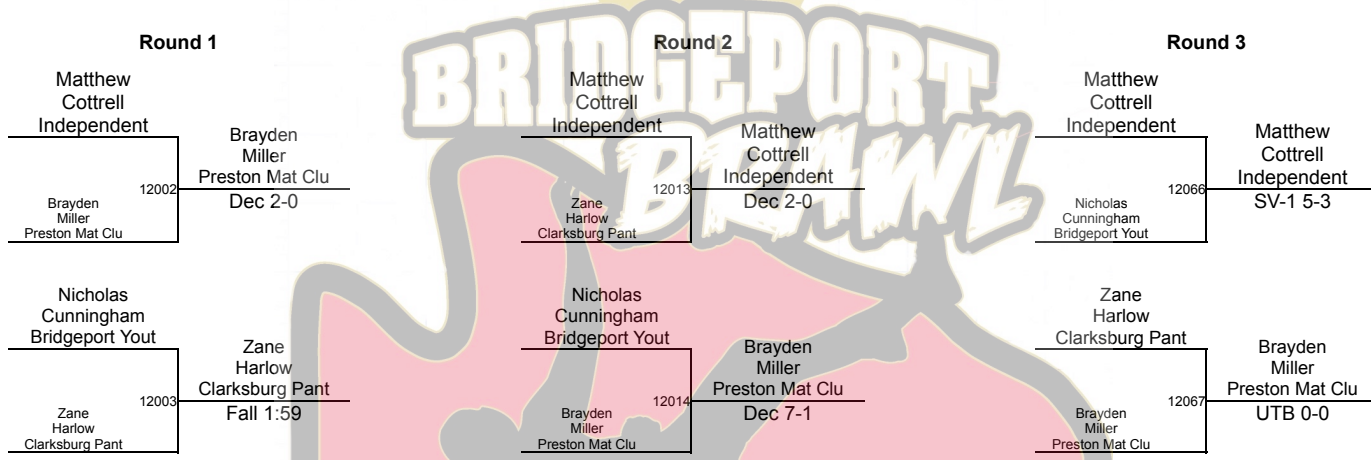 BRIDGEPORT
BRAWL
Round 1
Matthew
Cottrell
Independent
Brayden
Miller
Preston Mat Clu
12002
Dec 2-0
Brayden
Miller
Preston Mat Clu
Nicholas
Cunningham
Bridgeport Yout
Zane
Harlow
Clarksburg Pant
12003
Fall 1:59
Zane
Harlow
Clarksburg Pant
Round 2
Matthew
Cottrell
Independent
Matthew
Cottrell
Independent
12013
Dec 2-0
Zane
Harlow
Clarksburg Pant
Nicholas
Cunningham
Bridgeport Yout
Brayden
Miller
Preston Mat Clu
12014
Dec 7-1
Brayden
Miller
Preston Mat Clu
Round 3
Matthew
Cottrell
Independent
Matthew
Cottrell
Independent
12066
SV-1 5-3
Nicholas
Cunningham
Bridgeport Yout
Zane
Harlow
Clarksburg Pant
Brayden
Miller
Preston Mat Clu
12067
UTB 0-0
Brayden
Miller
Preston Mat Clu